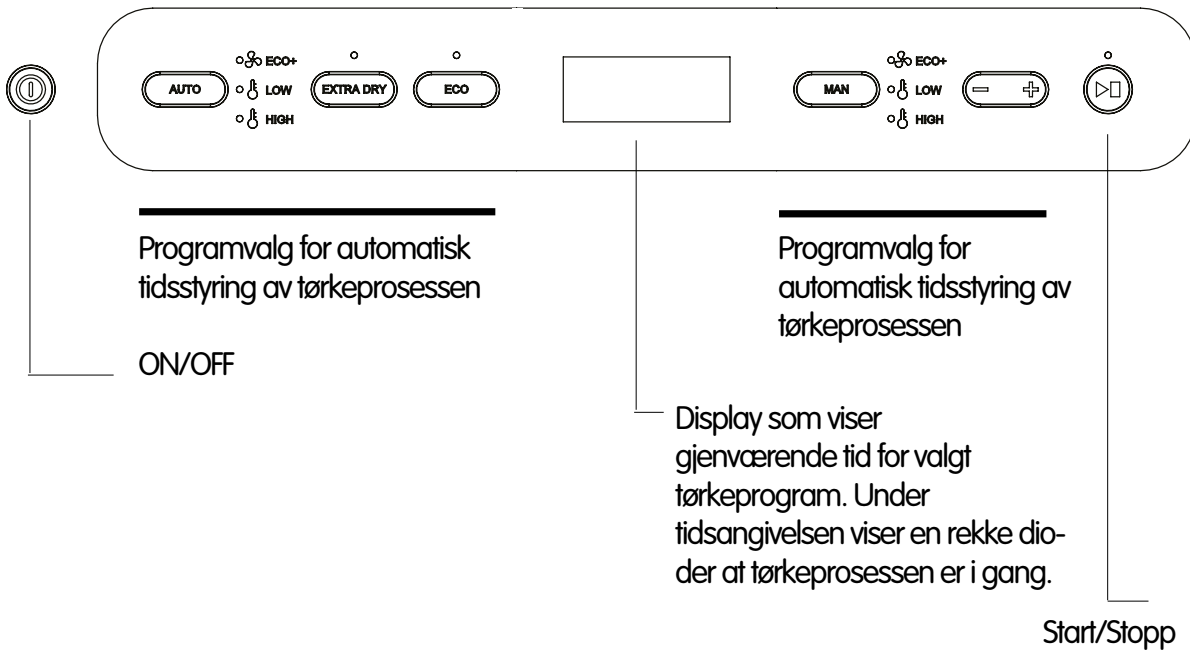 ECO+
AUTO
LOW
HIGH
EXTRA DRY
ECO
MAN
ECO+
LOW
HIGH
Programvalg for automatisk
tidsstyring av tørkeprosessen
ON/OFF
Programvalg for
automatisk tidsstyring av
tørkeprosessen
Display som viser
gjenværende tid for valgt
tørkeprogram. Under
tidsangivelsen viser en rekke dio-
der at tørkeprosessen er i gang.
Start/Stopp